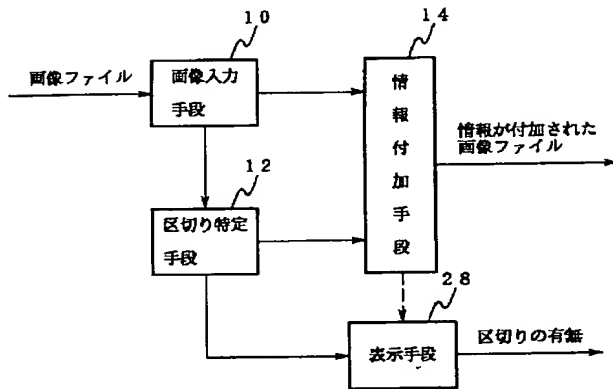 10
14
画像ファイル
画像入力
手段
情報付加手段
情報が付加された
画像ファイル
12
区切り特定
手段
28
表示手段
区切りの有無